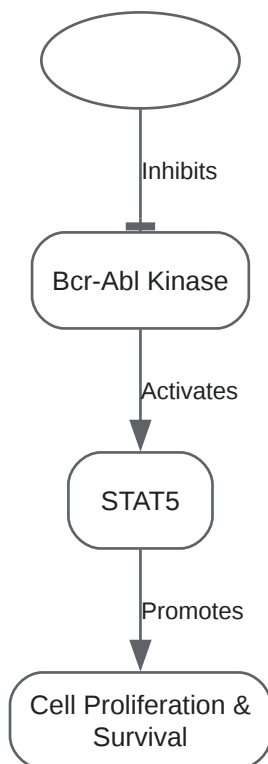 Inhibits
Bcr-Abl Kinase
Activates
STAT5
Promotes
Cell Proliferation &
Survival